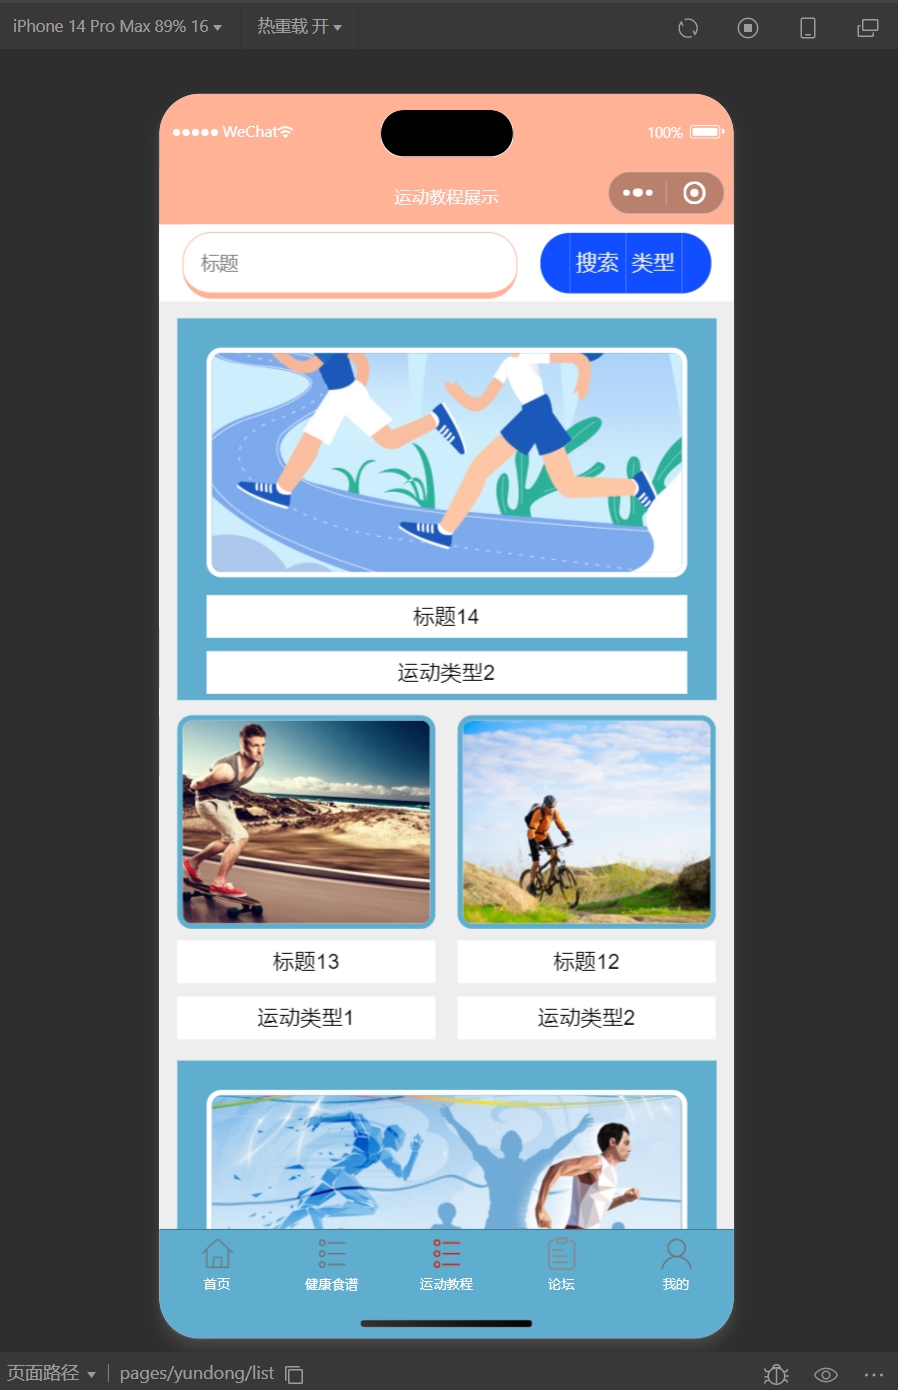 iPhone 14 Pro Max 89% 16 热重载 开
WeChat 100%
运动教程展示
标题 搜索 类型
标题14
运动类型2
标题13 标题12
运动类型1 运动类型2
首页 健康食谱 运动教程 论坛 我的
页面路径 pages/yundong/list